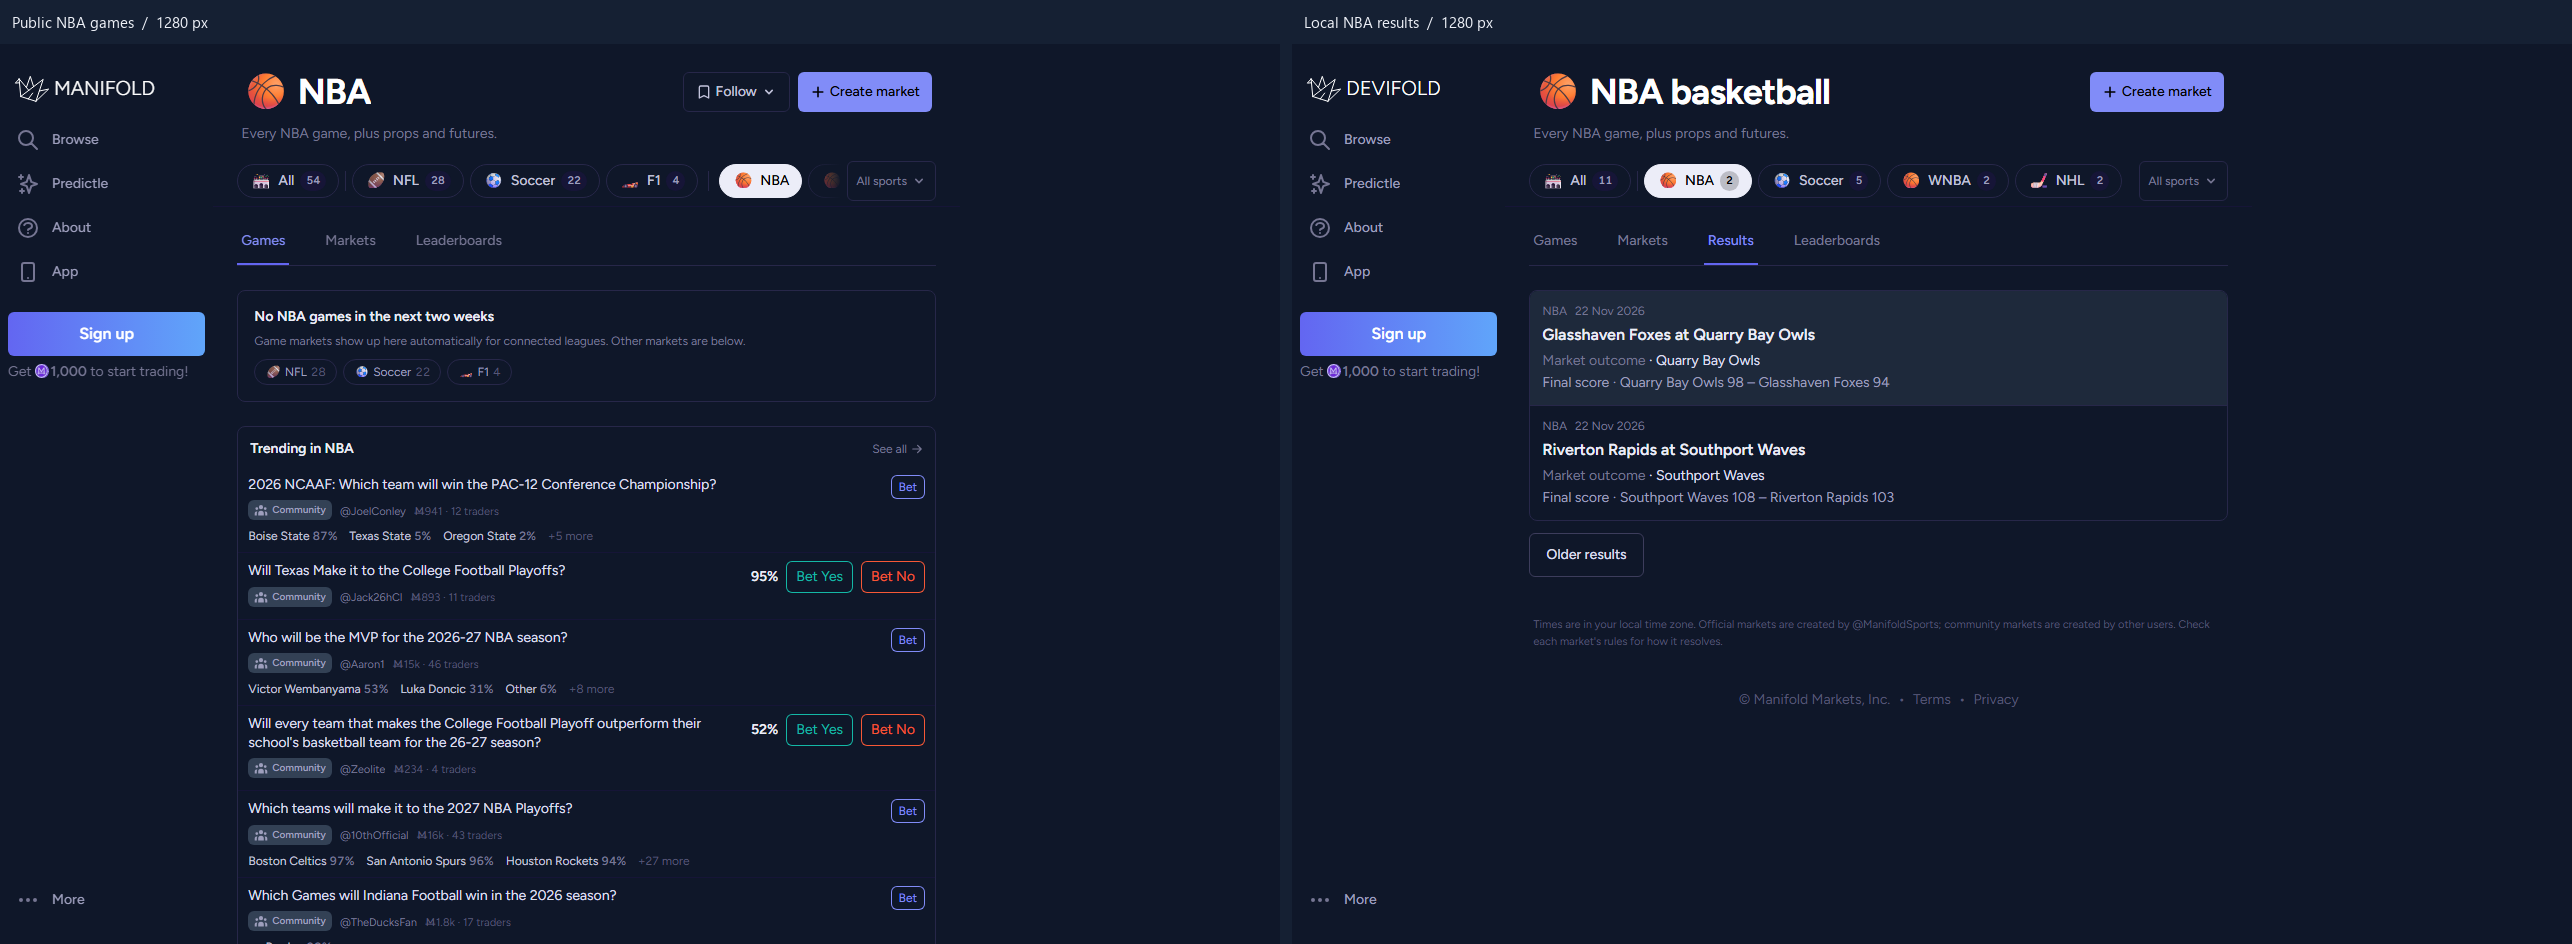 Public NBA games / 1280 px
MANIFOLD
Browse
Predictle
About
App
Sign up
Get 1,000 to start trading!
More
NBA
Follow
+ Create market
Every NBA game, plus props and futures.
All 54
NFL 28
Soccer 22
F1 4
NBA
All sports
Games
Markets
Leaderboards
No NBA games in the next two weeks
Game markets show up here automatically for connected leagues. Other markets are below.
NFL 28
Soccer 22
F1 4
Trending in NBA
See all →
2026 NCAAF: Which team will win the PAC-12 Conference Championship?
Bet
Community @JoelConley M941 · 12 traders
Boise State 87% Texas State 5% Oregon State 2% +5 more
Will Texas Make it to the College Football Playoffs?
95% Bet Yes Bet No
Community @Jack26hCl M893 · 11 traders
Who will be the MVP for the 2026-27 NBA season?
Bet
Community @Aaron1 M15k · 46 traders
Victor Wembanyama 53% Luka Doncic 31% Other 6% +8 more
Will every team that makes the College Football Playoff outperform their
school's basketball team for the 26-27 season?
52% Bet Yes Bet No
Community @Zeolite M234 · 4 traders
Which teams will make it to the 2027 NBA Playoffs?
Bet
Community @10thOfficial M16k · 43 traders
Boston Celtics 97% San Antonio Spurs 96% Houston Rockets 94% +27 more
Which Games will Indiana Football win in the 2026 season?
Bet
Community @TheDucksFan M1.8k · 17 traders
Local NBA results / 1280 px
DEVIFOLD
Browse
Predictle
About
App
Sign up
Get 1,000 to start trading!
More
NBA basketball
+ Create market
Every NBA game, plus props and futures.
All 11
NBA 2
Soccer 5
WNBA 2
NHL 2
All sports
Games
Markets
Results
Leaderboards
NBA 22 Nov 2026
Glasshaven Foxes at Quarry Bay Owls
Market outcome · Quarry Bay Owls
Final score · Quarry Bay Owls 98 – Glasshaven Foxes 94
NBA 22 Nov 2026
Riverton Rapids at Southport Waves
Market outcome · Southport Waves
Final score · Southport Waves 108 – Riverton Rapids 103
Older results
Times are in your local time zone. Official markets are created by @ManifoldSports; community markets are created by other users. Check
each market's rules for how it resolves.
© Manifold Markets, Inc. • Terms • Privacy